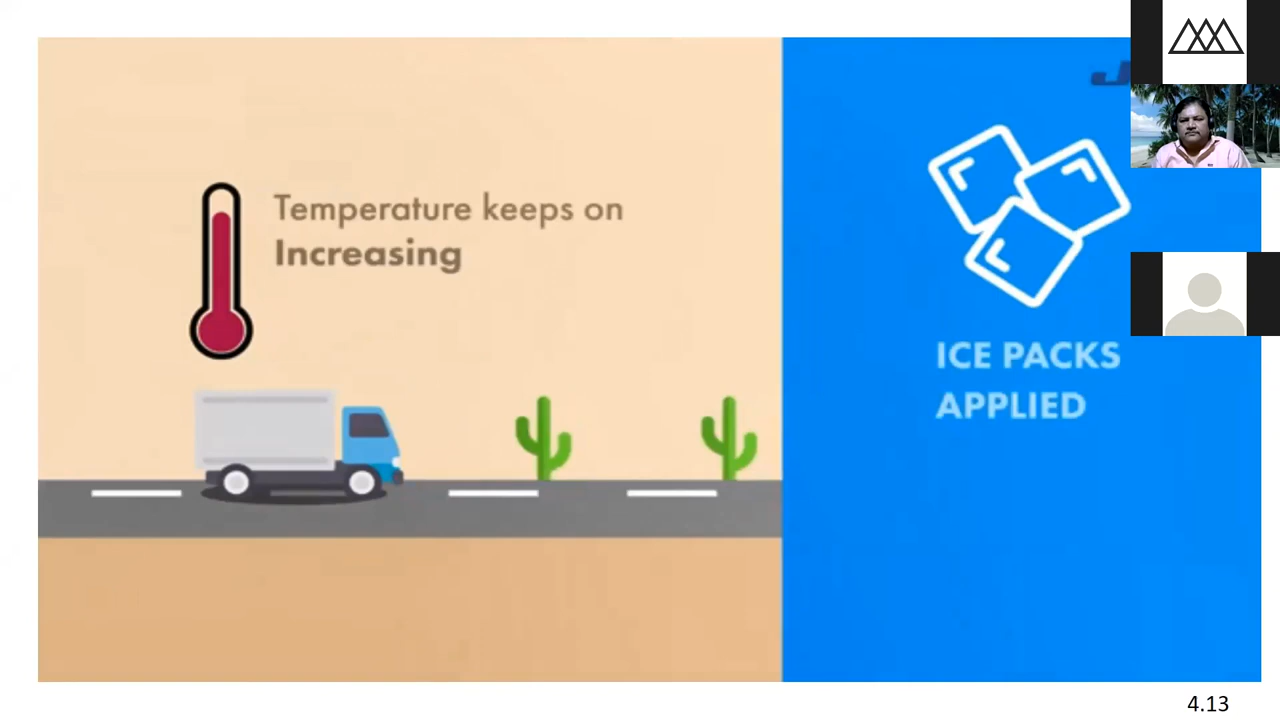 Temperature keeps on
Increasing
ICE PACKS
APPLIED
4.13